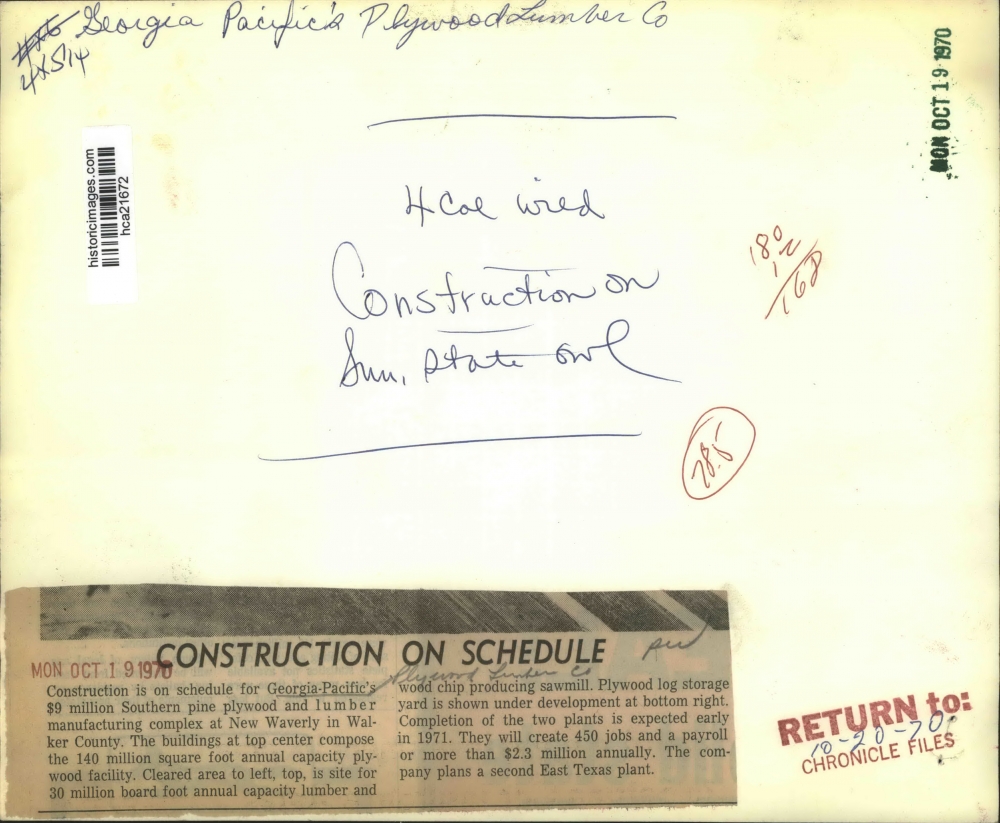 Georgia Pacific's Plywood Lumber Co
MON OCT 19 1970
historicimages.com
hca21672
4 Col wired
Construction on
Sun, state owl
180
12
168
28.5
CONSTRUCTION ON SCHEDULE
MON OCT 19 1970
Plywood Lumber Co
Construction is on schedule for Georgia-Pacific's
$9 million Southern pine plywood and lumber
manufacturing complex at New Waverly in Wal-
ker County. The buildings at top center compose
the 140 million square foot annual capacity ply-
wood facility. Cleared area to left, top, is site for
30 million board foot annual capacity lumber and
wood chip producing sawmill. Plywood log storage
yard is shown under development at bottom right.
Completion of the two plants is expected early
in 1971. They will create 450 jobs and a payroll
or more than $2.3 million annually. The com-
pany plans a second East Texas plant.
RETURN to:
10-20-70
CHRONICLE FILES